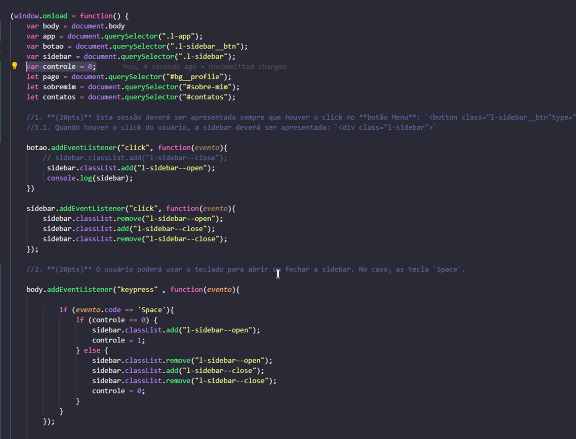 (window.onload = function() {
var body = document.body
var app = document.querySelector(".l-app");
var botao = document.querySelector(".l-sidebar__btn");
var sidebar = document.querySelector(".l-sidebar");
var controle = 0; You, 4 seconds ago • Uncommitted changes
let page = document.querySelector("#bg__profile");
let sobremim = document.querySelector("#sobre-mim");
let contatos = document.querySelector("#contatos");
//1. **(20pts)** Esta sessão deverá ser apresentada sempre que houver o click no **botão Menu**: `<button class="l-sidebar__btn"type="
//1.1. Quando houver o click do usuário, a sidebar deverá ser apresentada: `<div class="l-sidebar">`
botao.addEventListener("click", function(evento){
// sidebar.classList.add("l-sidebar--close");
sidebar.classList.add("l-sidebar--open");
console.log(sidebar);
})
sidebar.addEventListener("click", function(evento){
sidebar.classList.remove("l-sidebar--open");
sidebar.classList.add("l-sidebar--close");
sidebar.classList.remove("l-sidebar--close");
});
//2. **(20pts)** O usuário poderá usar o teclado para abrir ou fechar a sidebar. No caso, as tecla `Space`.
body.addEventListener("keypress" , function(evento){
if (evento.code == 'Space'){
if (controle == 0) {
sidebar.classList.add("l-sidebar--open");
controle = 1;
} else {
sidebar.classList.remove("l-sidebar--open");
sidebar.classList.add("l-sidebar--close");
sidebar.classList.remove("l-sidebar--close");
controle = 0;
}
}
});